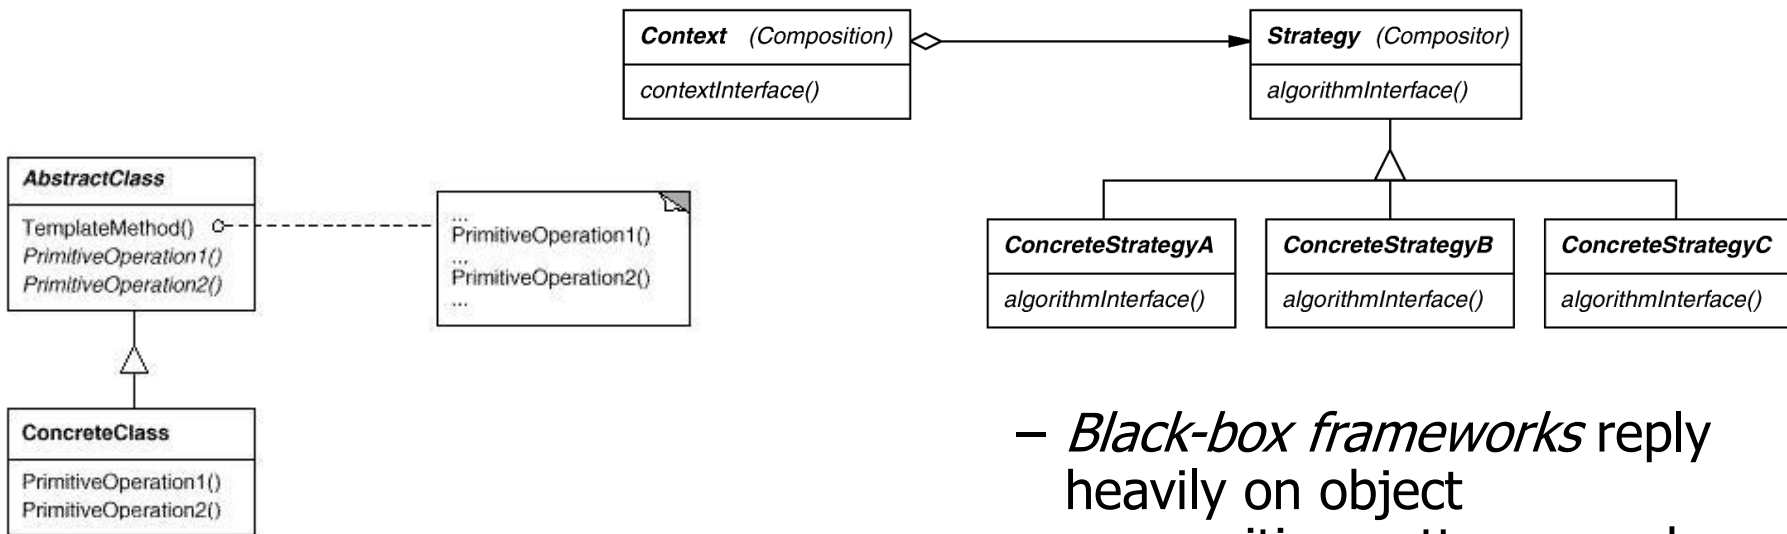 Context (Composition)
contextInterface()
Strategy (Compositor)
algorithmInterface()
AbstractClass
TemplateMethod()
PrimitiveOperation1()
PrimitiveOperation2()
...
PrimitiveOperation1()
...
PrimitiveOperation2()
...
ConcreteStrategyA
algorithmInterface()
ConcreteStrategyB
algorithmInterface()
ConcreteStrategyC
algorithmInterface()
ConcreteClass
PrimitiveOperation1()
PrimitiveOperation2()
– Black-box frameworks reply
heavily on object